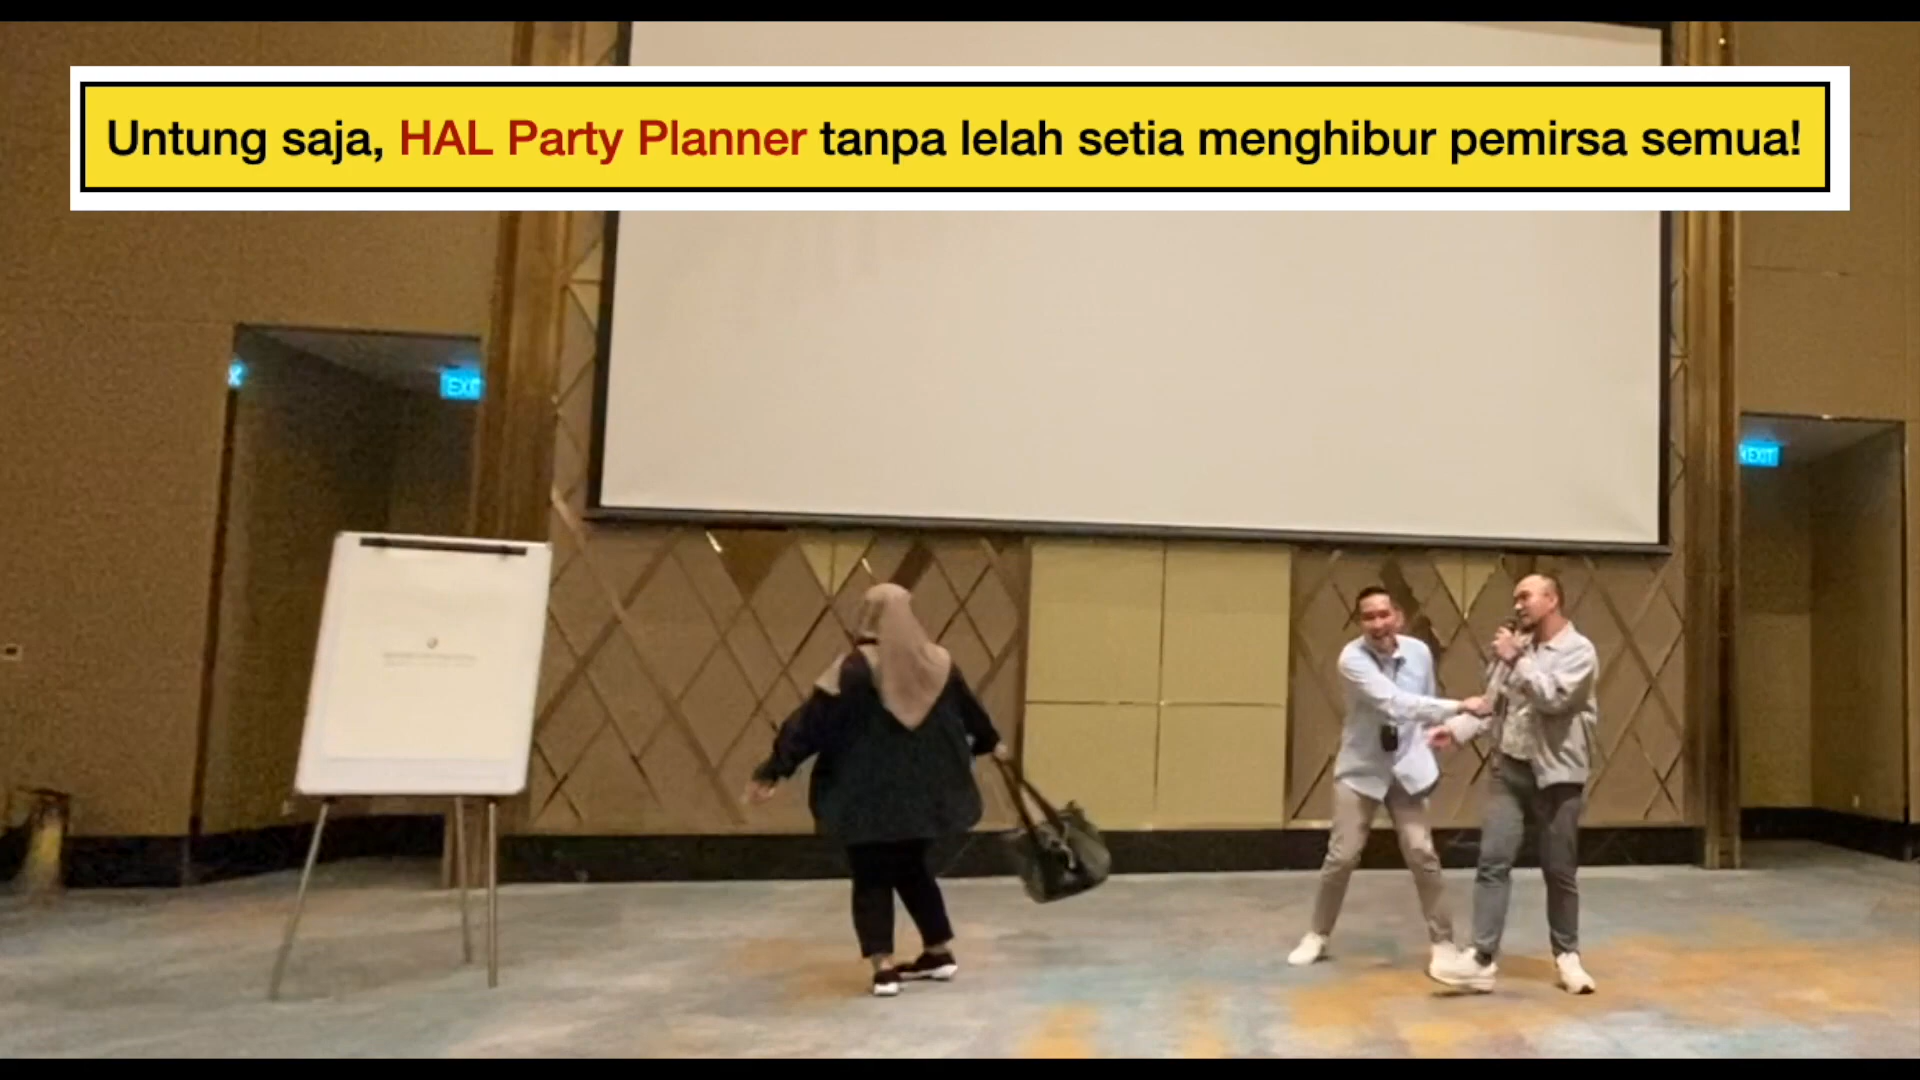 Untung saja, HAL Party Planner tanpa lelah setia menghibur pemirsa semua!
EXIT
EXIT